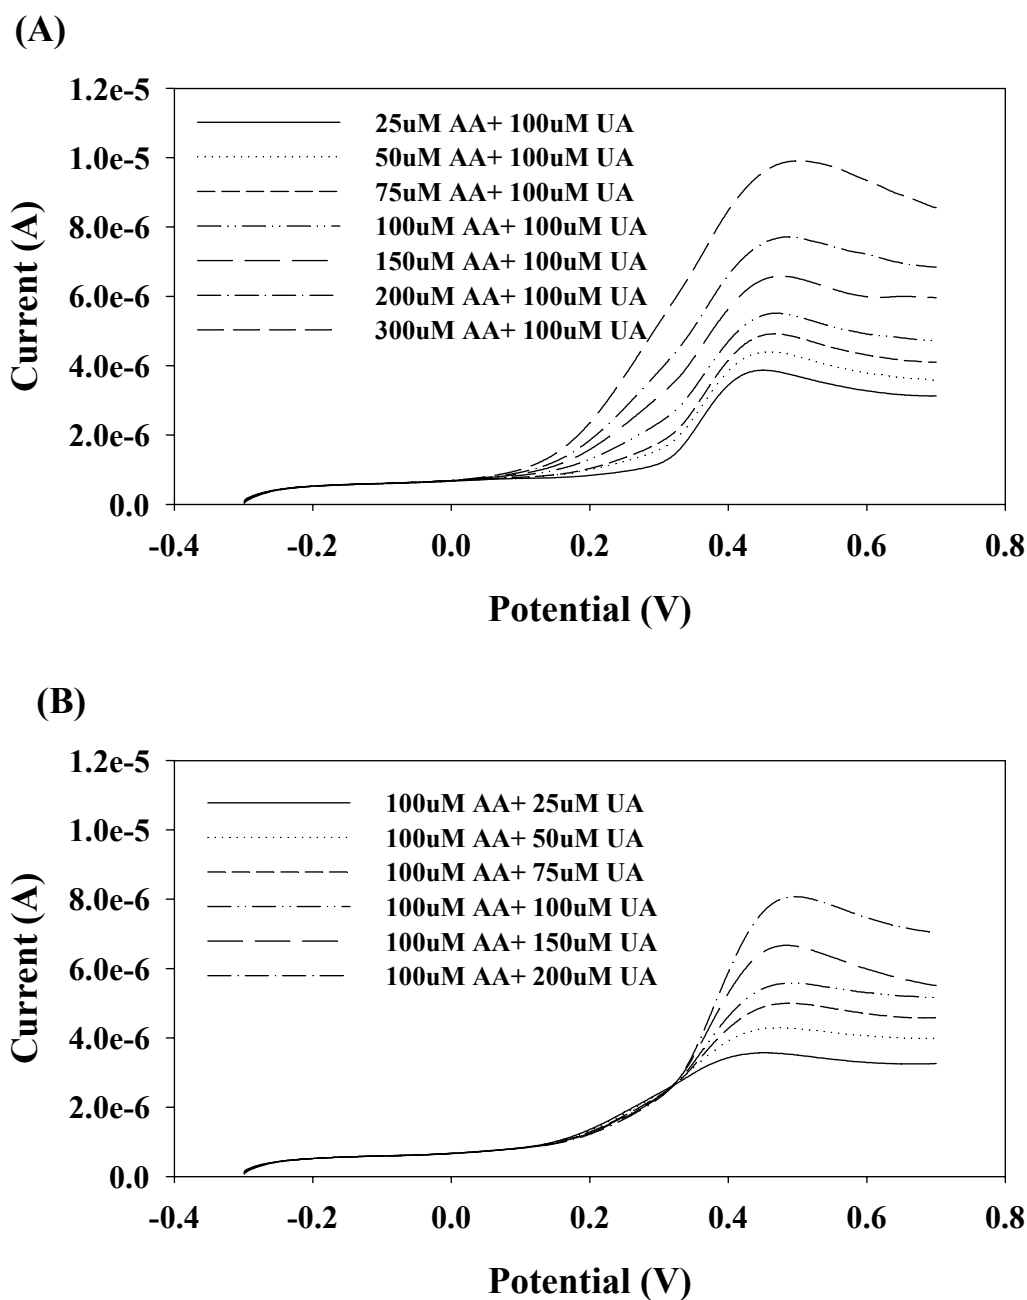 (A)
1.2e-5
1.0e-5
8.0e-6
6.0e-6
4.0e-6
2.0e-6
0.0
Current (A)
25uM AA+ 100uM UA
50uM AA+ 100uM UA
75uM AA+ 100uM UA
100uM AA+ 100uM UA
150uM AA+ 100uM UA
200uM AA+ 100uM UA
300uM AA+ 100uM UA
-0.4 -0.2 0.0 0.2 0.4 0.6 0.8
Potential (V)
(B)
1.2e-5
1.0e-5
8.0e-6
6.0e-6
4.0e-6
2.0e-6
0.0
Current (A)
100uM AA+ 25uM UA
100uM AA+ 50uM UA
100uM AA+ 75uM UA
100uM AA+ 100uM UA
100uM AA+ 150uM UA
100uM AA+ 200uM UA
-0.4 -0.2 0.0 0.2 0.4 0.6 0.8
Potential (V)